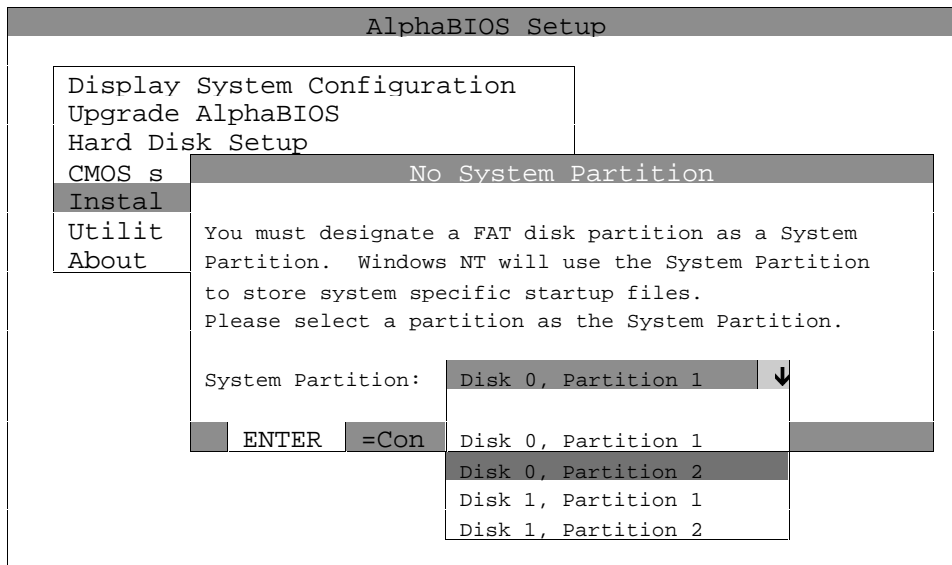 AlphaBIOS Setup
Display System Configuration
Upgrade AlphaBIOS
Hard Disk Setup
CMOS s
Instal
Utilit
About
No System Partition
You must designate a FAT disk partition as a System
Partition.  Windows NT will use the System Partition
to store system specific startup files.
Please select a partition as the System Partition.
System Partition: Disk 0, Partition 1
ENTER =Con
Disk 0, Partition 1
Disk 0, Partition 2
Disk 1, Partition 1
Disk 1, Partition 2